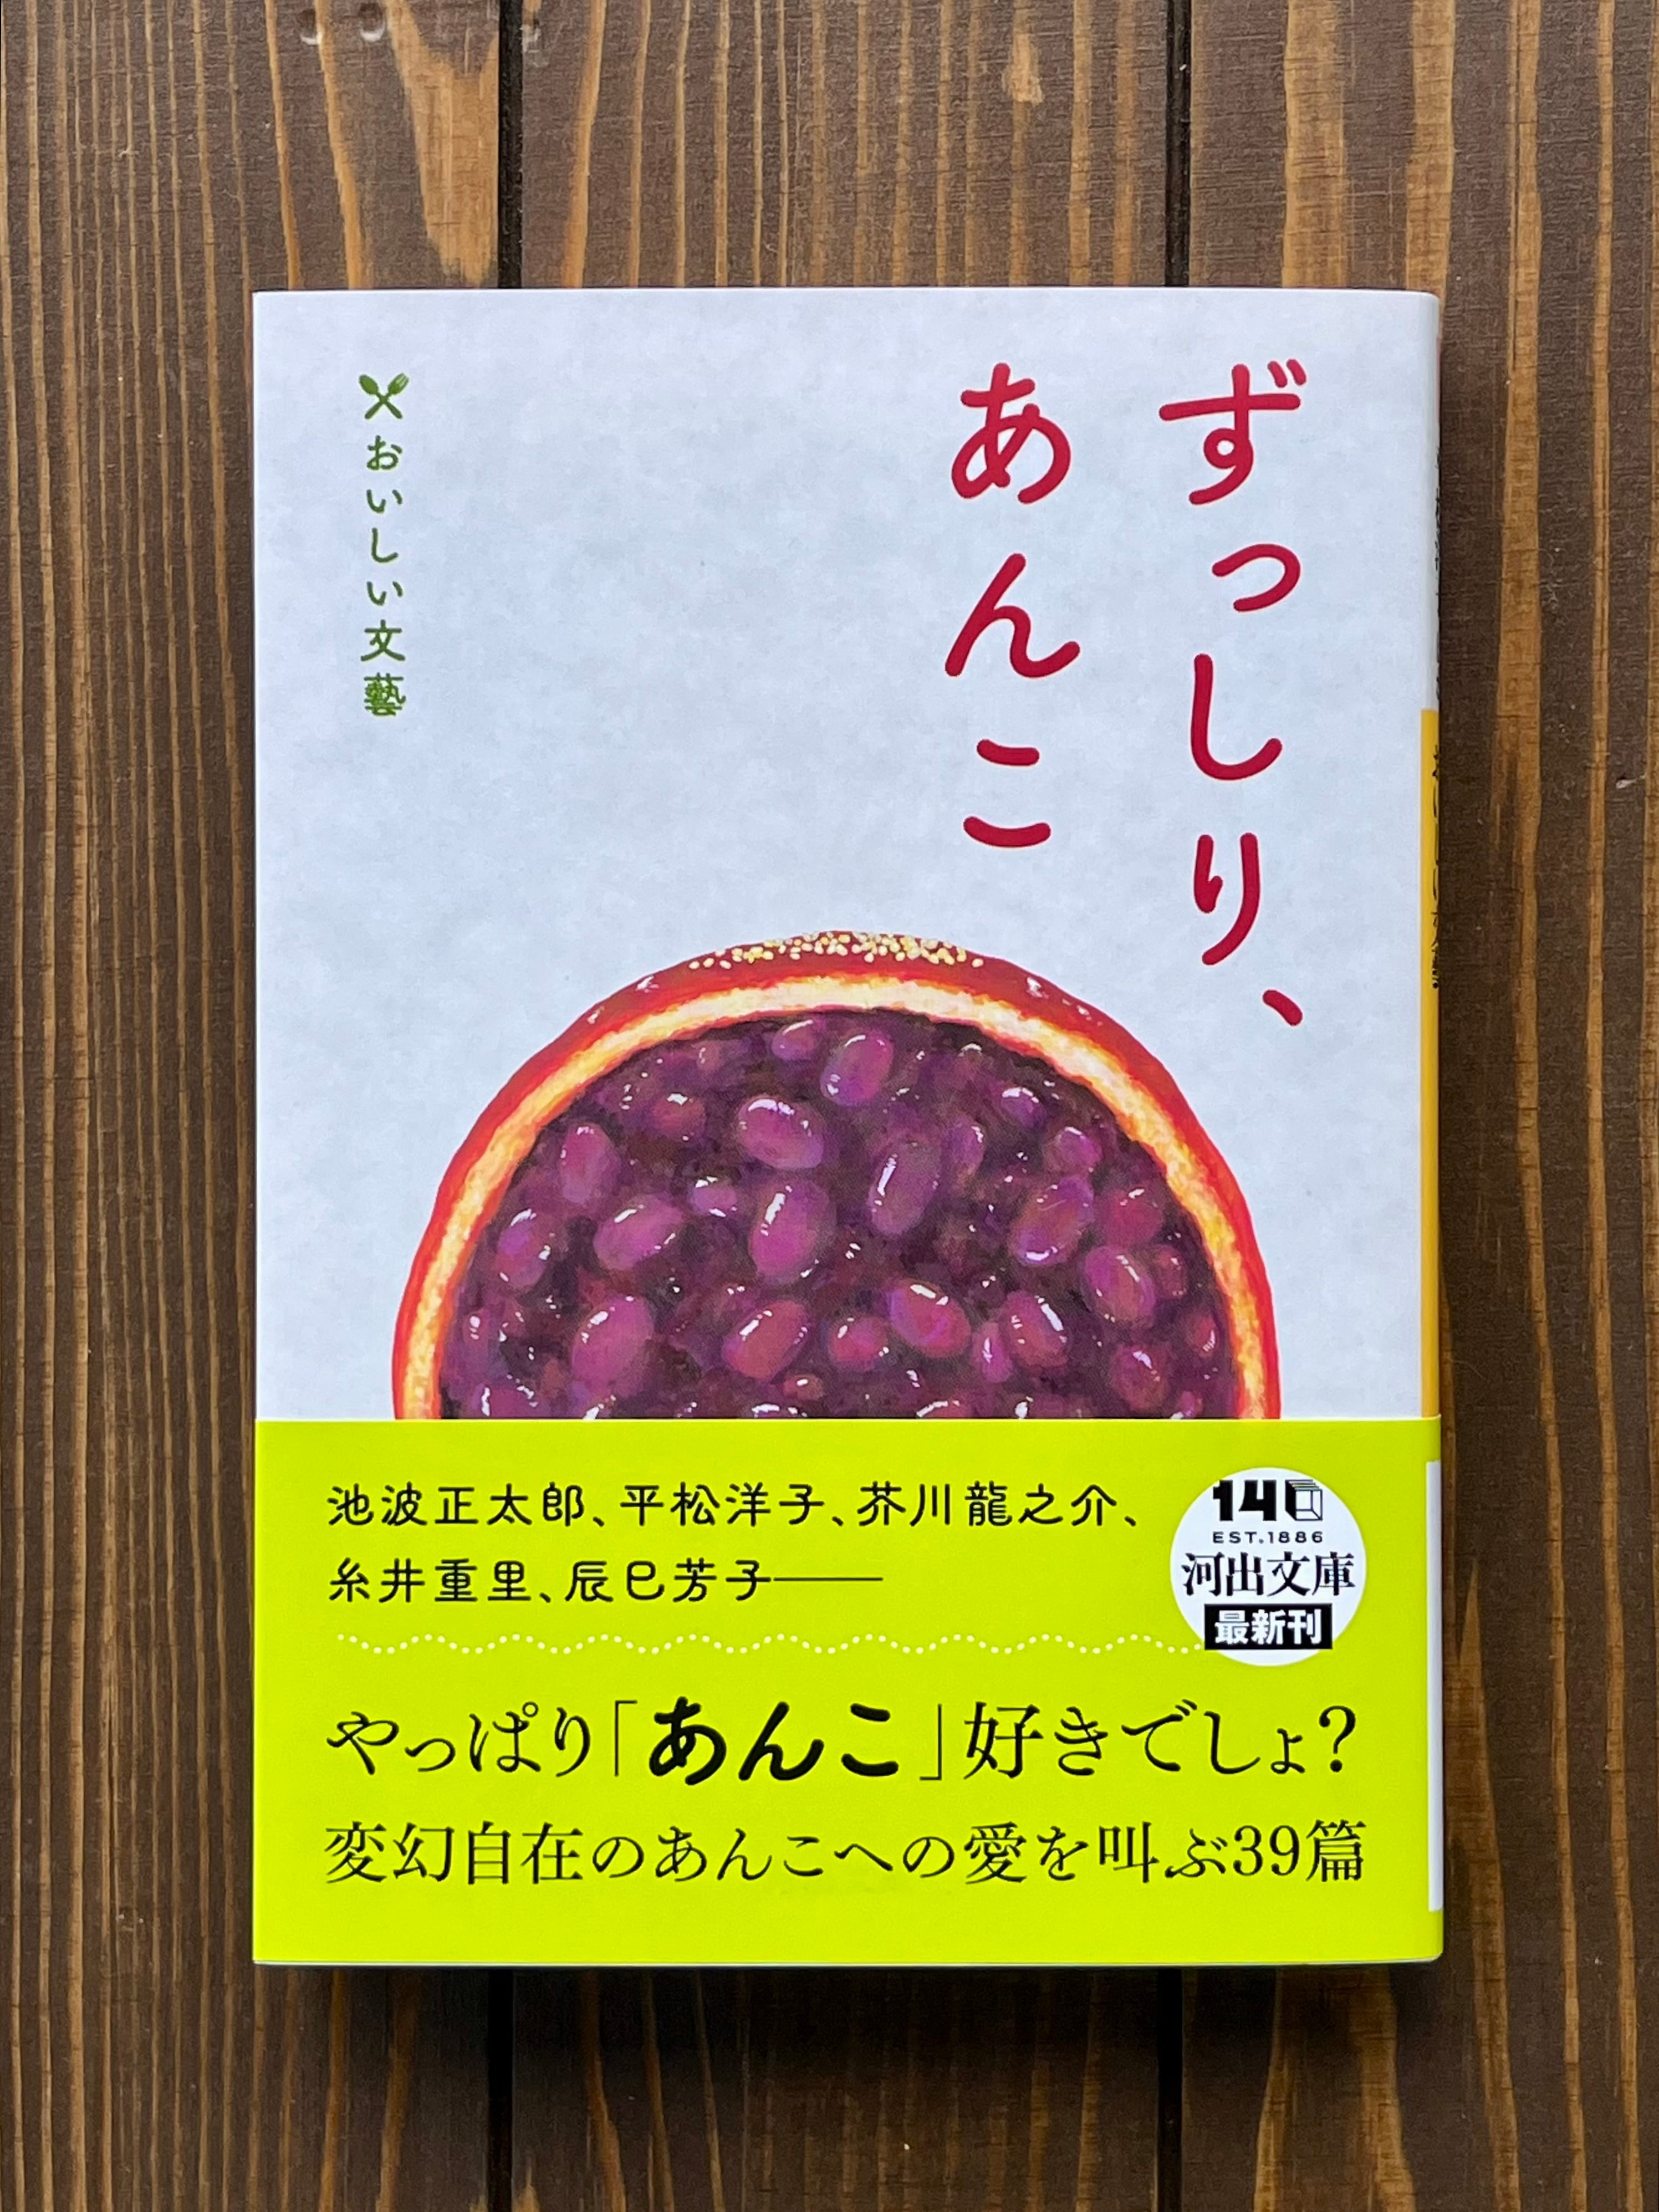 ずっしり、
あんこ
おいしい文藝
池波正太郎、平松洋子、芥川龍之介、
糸井重里、辰巳芳子――
140
EST.1886
河出文庫
最新刊
やっぱり「あんこ」好きでしょ?
変幻自在のあんこへの愛を叫ぶ39篇